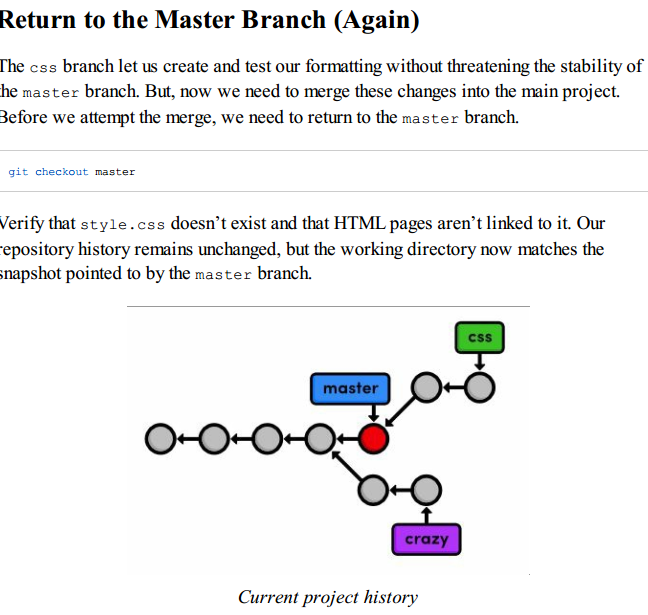 Return to the Master Branch (Again)
The css branch let us create and test our formatting without threatening the stability of
the master branch. But, now we need to merge these changes into the main project.
Before we attempt the merge, we need to return to the master branch.
git checkout master
Verify that style.css doesn’t exist and that HTML pages aren’t linked to it. Our
repository history remains unchanged, but the working directory now matches the
snapshot pointed to by the master branch.
css
master
crazy
Current project history